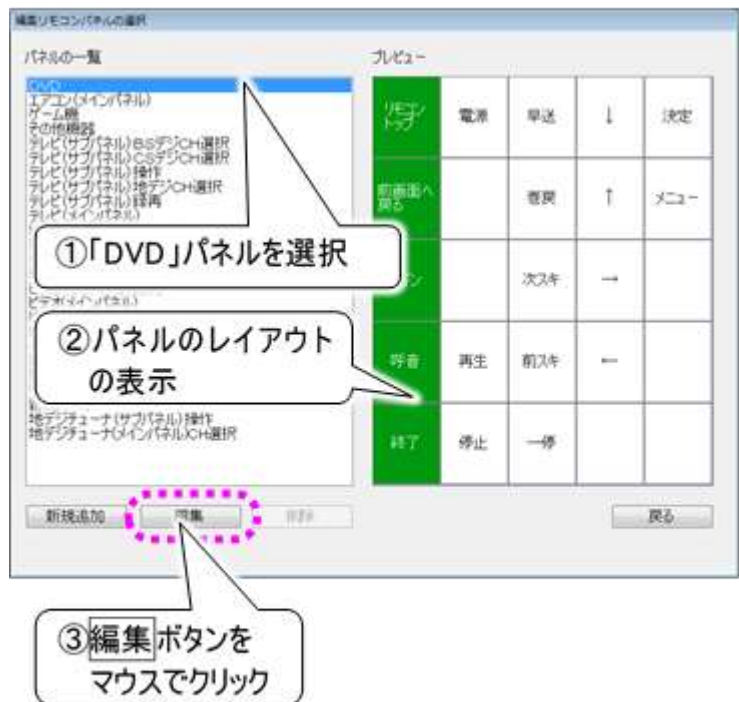 編集リモコンパネルの選択
パネルの一覧
プレビュー
DVD
エアコン(メインパネル)
ゲーム機
その他機器
テレビ(サブパネル)BSデジCH選択
テレビ(サブパネル)CSデジCH選択
テレビ(サブパネル)操作
テレビ(サブパネル)地デジCH選択
テレビ(サブパネル)録再
テレビ(メインパネル)
①「DVD」パネルを選択
ビデオ(メインパネル)
②パネルのレイアウト
の表示
地デジチューナ(サブパネル)操作
地デジチューナ(メインパネル)CH選択
リモコン
トップ
電源
早送
↓
決定
前画面へ
戻る
巻戻
↑
メニュー
次スキ
→
呼音
再生
前スキ
←
終了
停止
一停
新規追加
編集
削除
戻る
③編集ボタンを
マウスでクリック